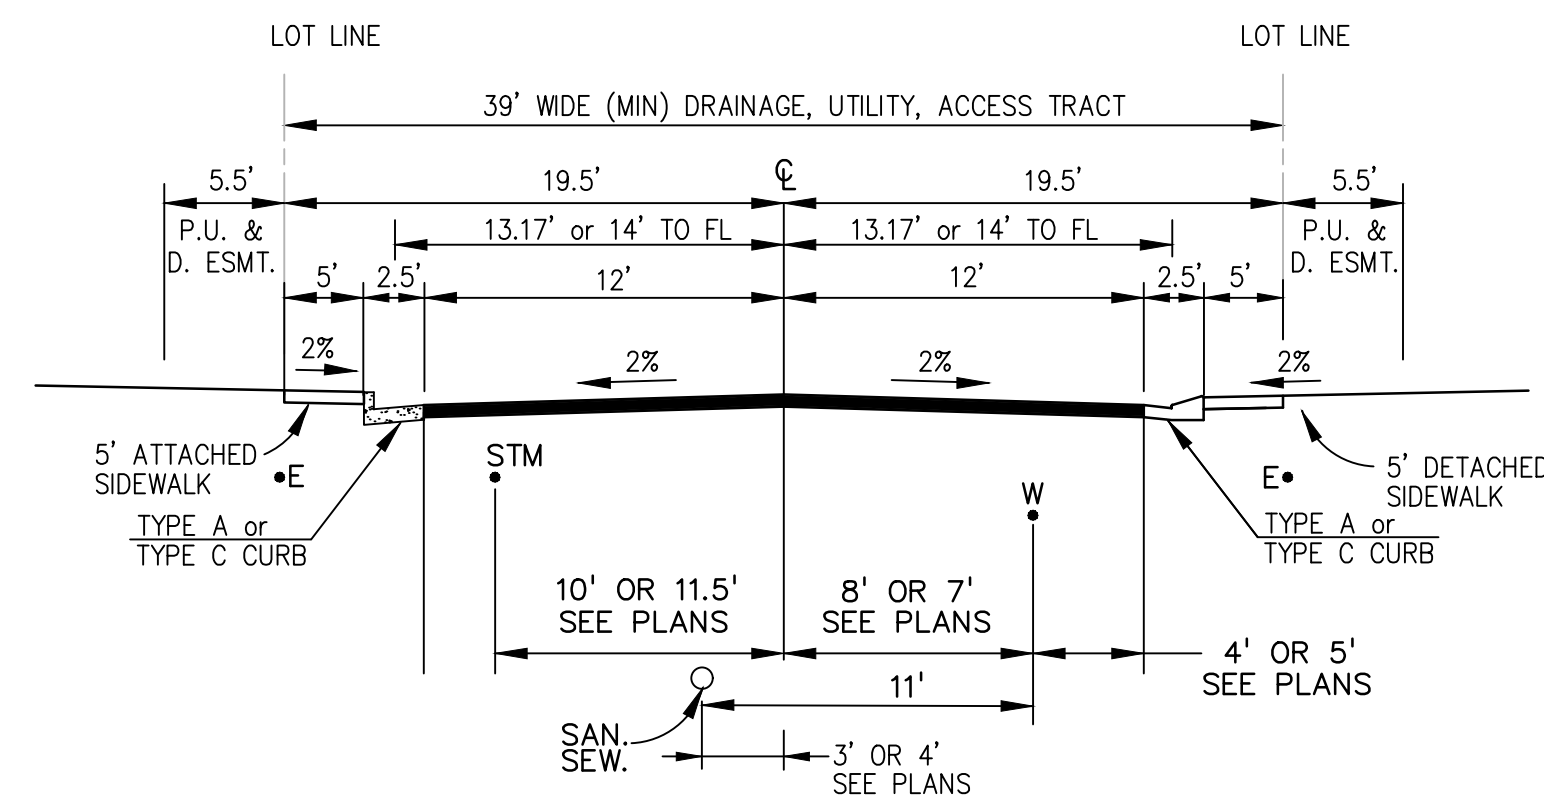 LOT LINE
LOT LINE
39' WIDE (MIN) DRAINAGE, UTILITY, ACCESS TRACT
℄
5.5'
19.5'
19.5'
5.5'
P.U. &
D. ESMT.
13.17' or 14' TO FL
13.17' or 14' TO FL
P.U. &
D. ESMT.
5'
2.5'
12'
12'
2.5'
5'
2%
2%
2%
2%
5' ATTACHED
SIDEWALK
E
STM
W
E
5' DETACHED
SIDEWALK
TYPE A or
TYPE C CURB
TYPE A or
TYPE C CURB
10' OR 11.5'
SEE PLANS
8' OR 7'
SEE PLANS
4' OR 5'
SEE PLANS
11'
SAN.
SEW.
3' OR 4'
SEE PLANS